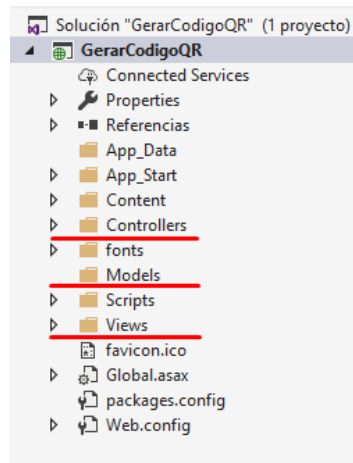 Solución "GerarCodigoQR" (1 proyecto)
GerarCodigoQR
Connected Services
Properties
Referencias
App_Data
App_Start
Content
Controllers
fonts
Models
Scripts
Views
favicon.ico
Global.asax
packages.config
Web.config